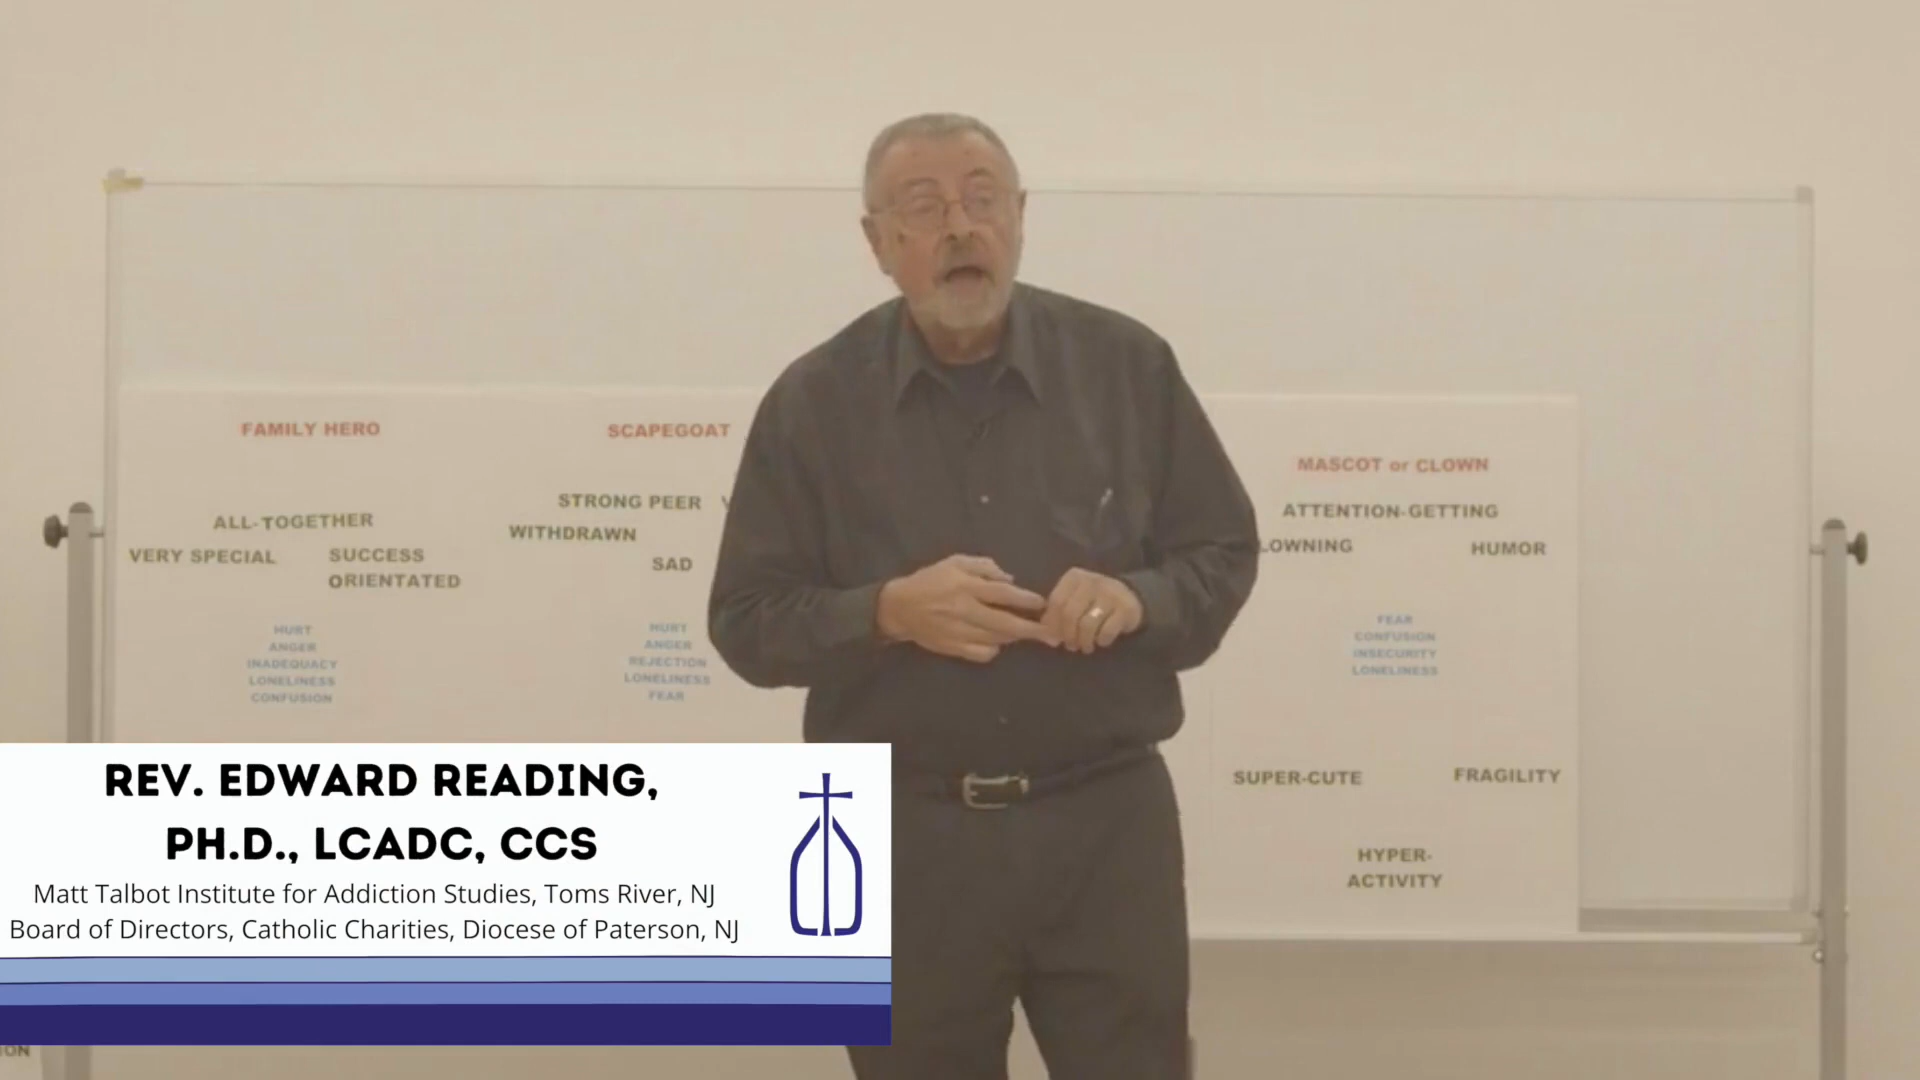 FAMILY HERO
ALL-TOGETHER
VERY SPECIAL
SUCCESS
ORIENTATED
HURT
ANGER
INADEQUACY
LONELINESS
CONFUSION
SCAPEGOAT
STRONG PEER
WITHDRAWN
SAD
HURT
ANGER
REJECTION
LONELINESS
FEAR
MASCOT or CLOWN
ATTENTION-GETTING
LOWNING
HUMOR
FEAR
CONFUSION
INSECURITY
LONELINESS
SUPER-CUTE
FRAGILITY
HYPER-
ACTIVITY
REV. EDWARD READING,
PH.D., LCADC, CCS
Matt Talbot Institute for Addiction Studies, Toms River, NJ
Board of Directors, Catholic Charities, Diocese of Paterson, NJ